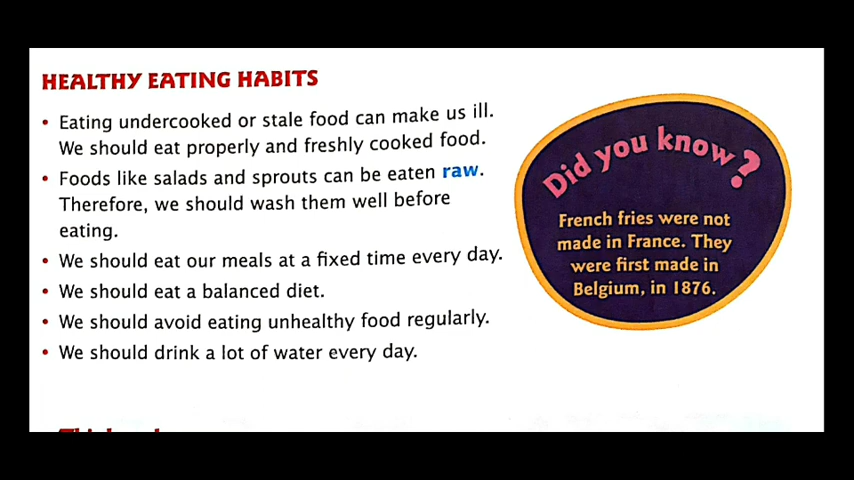 HEALTHY EATING HABITS
• Eating undercooked or stale food can make us ill.
We should eat properly and freshly cooked food.
• Foods like salads and sprouts can be eaten raw.
Therefore, we should wash them well before
eating.
• We should eat our meals at a fixed time every day.
• We should eat a balanced diet.
• We should avoid eating unhealthy food regularly.
• We should drink a lot of water every day.
Did you know?
French fries were not
made in France. They
were first made in
Belgium, in 1876.